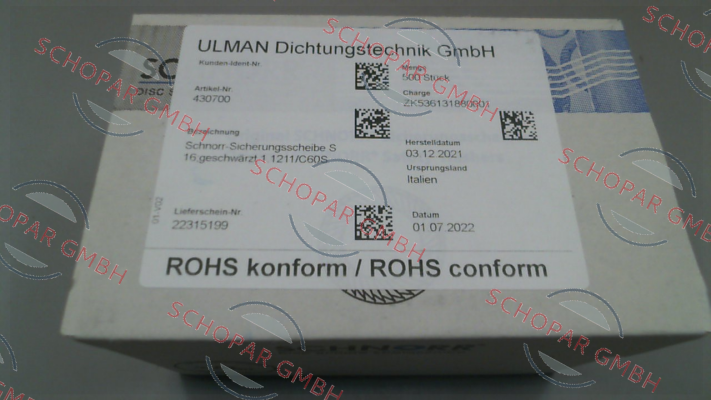 ULMAN Dichtungstechnik GmbH
Kunden-Ident-Nr.
Menge
500 Stück
Artikel-Nr
430700
Charge
Bezeichnung
Schnorr-Sicherungsscheibe S
16 geschwärzt 1.1211/C60S
Herstelldatum
03.12.2021
Ursprungsland
Italien
Lieferschein-Nr.
22315199
Datum
01.07.2022
ROHS konform / ROHS conform
SCHOPAR GMBH
SCHOPAR GMBH
SCHOPAR GMBH
SCHOPAR GMBH
SCHOPAR GMBH
SCHOPAR GMBH
SCHOPAR GMBH
SCHOPAR GMBH